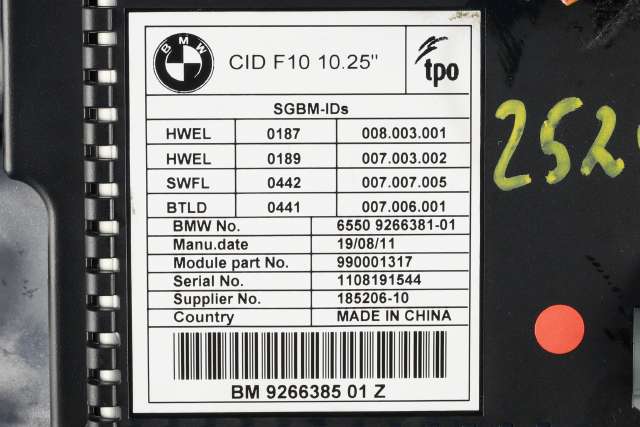 BMW CID F10 10.25" tpo
SGBM-IDs
HWEL 0187 008.003.001
HWEL 0189 007.003.002
SWFL 0442 007.007.005
BTLD 0441 007.006.001
BMW No. 6550 9266381-01
Manu.date 19/08/11
Module part No. 990001317
Serial No. 1108191544
Supplier No. 185206-10
Country MADE IN CHINA
BM 9266385 01 Z
252